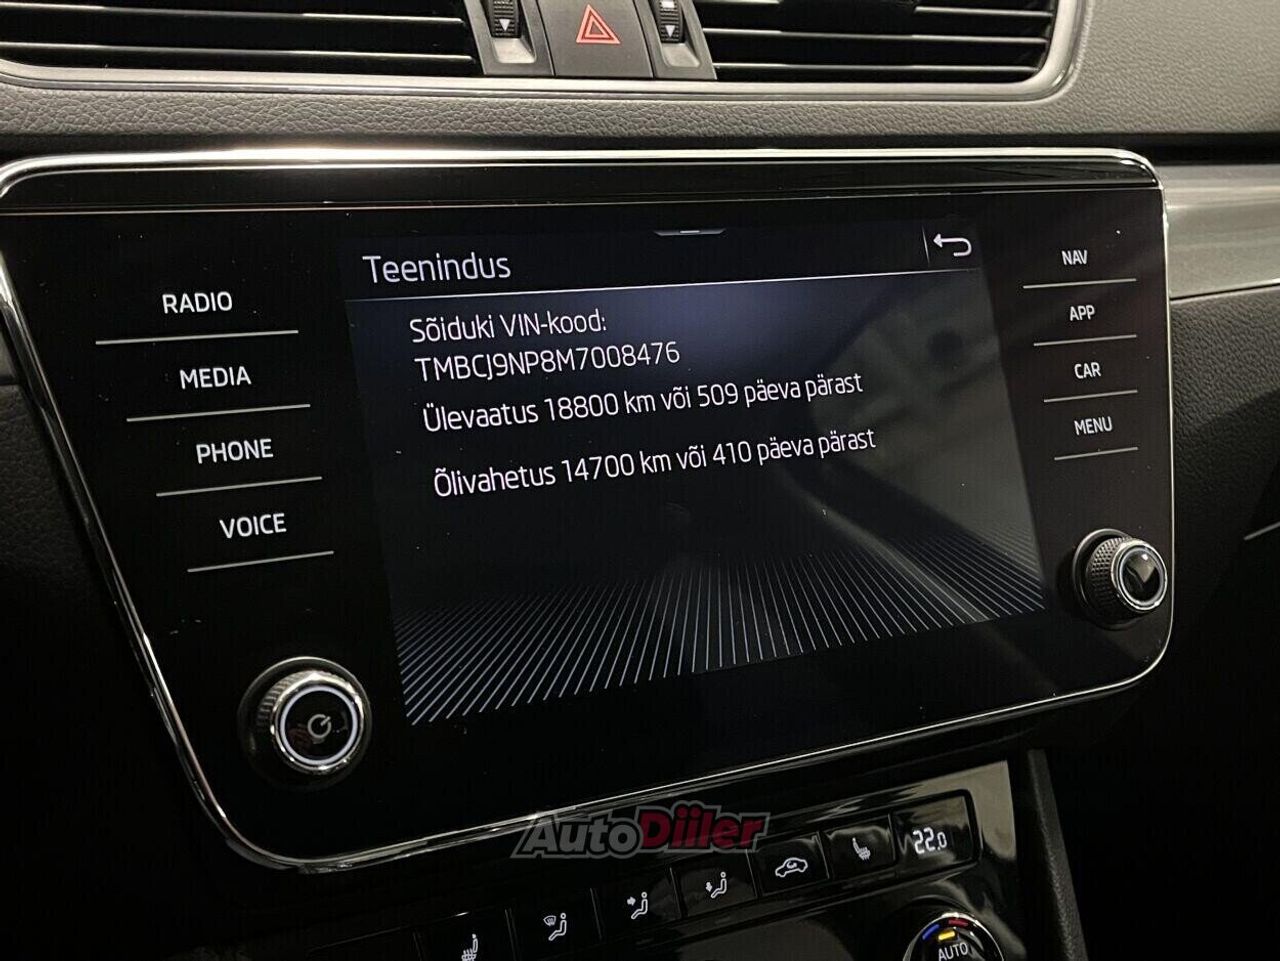 Teenindus
RADIO
MEDIA
PHONE
VOICE
Sõiduki VIN-kood:
TMBCJ9NP8M7008476
Ülevaatus 18800 km või 509 päeva pärast
Õlivahetus 14700 km või 410 päeva pärast
NAV
APP
CAR
MENU
AutoDiiler
22.0
AUTO